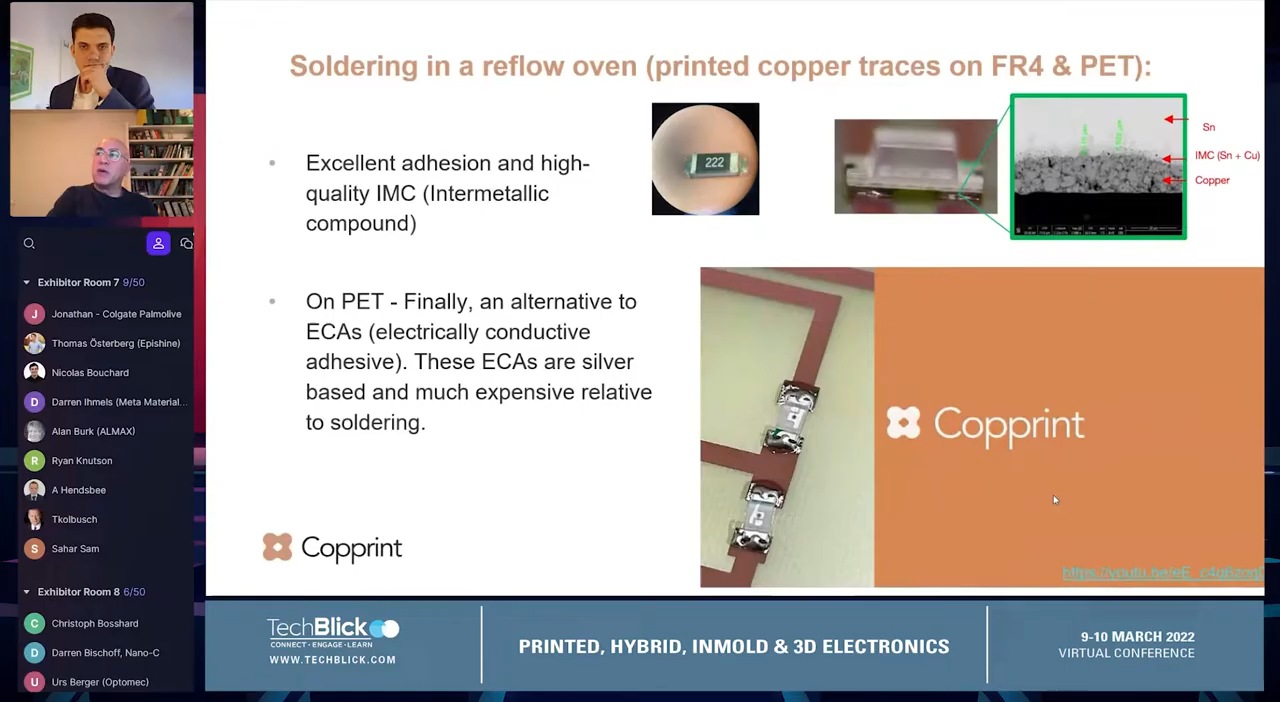 Soldering in a reflow oven (printed copper traces on FR4 & PET):
Excellent adhesion and high-
quality IMC (Intermetallic
compound)
222
Sn
IMC (Sn + Cu)
Copper
On PET - Finally, an alternative to
ECAs (electrically conductive
adhesive). These ECAs are silver
based and much expensive relative
to soldering.
Copprint
Copprint
Exhibitor Room 7 9/50
J Jonathan - Colgate Palmolive
Thomas Österberg (Epishine)
Nicolas Bouchard
D Darren Ihmels (Meta Material...
Alan Burk (ALMAX)
R Ryan Knutson
A Hendsbee
Tkolbusch
S Sahar Sam
Exhibitor Room 8 6/50
C Christoph Bosshard
D Darren Bischoff, Nano-C
U Urs Berger (Optomec)
TechBlick
CONNECT • ENGAGE • LEARN
WWW.TECHBLICK.COM
PRINTED, HYBRID, INMOLD & 3D ELECTRONICS
9-10 MARCH 2022
VIRTUAL CONFERENCE